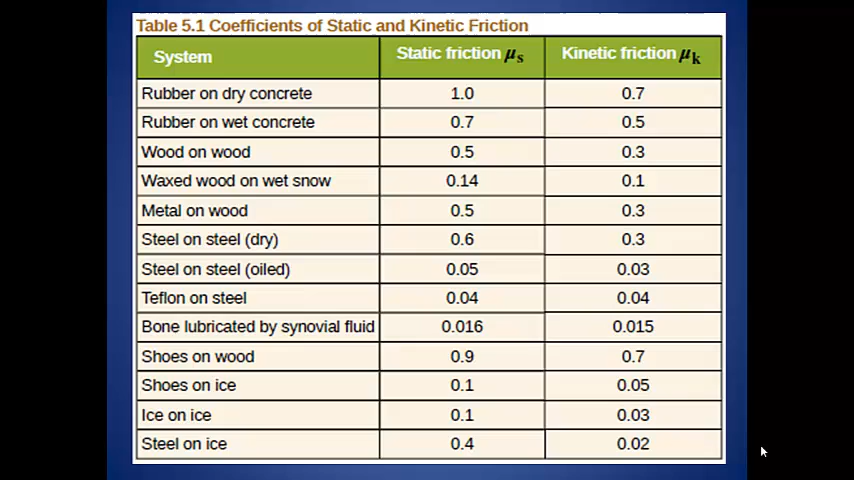 Table 5.1 Coefficients of Static and Kinetic Friction
System Static friction μs Kinetic friction μk
Rubber on dry concrete 1.0 0.7
Rubber on wet concrete 0.7 0.5
Wood on wood 0.5 0.3
Waxed wood on wet snow 0.14 0.1
Metal on wood 0.5 0.3
Steel on steel (dry) 0.6 0.3
Steel on steel (oiled) 0.05 0.03
Teflon on steel 0.04 0.04
Bone lubricated by synovial fluid 0.016 0.015
Shoes on wood 0.9 0.7
Shoes on ice 0.1 0.05
Ice on ice 0.1 0.03
Steel on ice 0.4 0.02